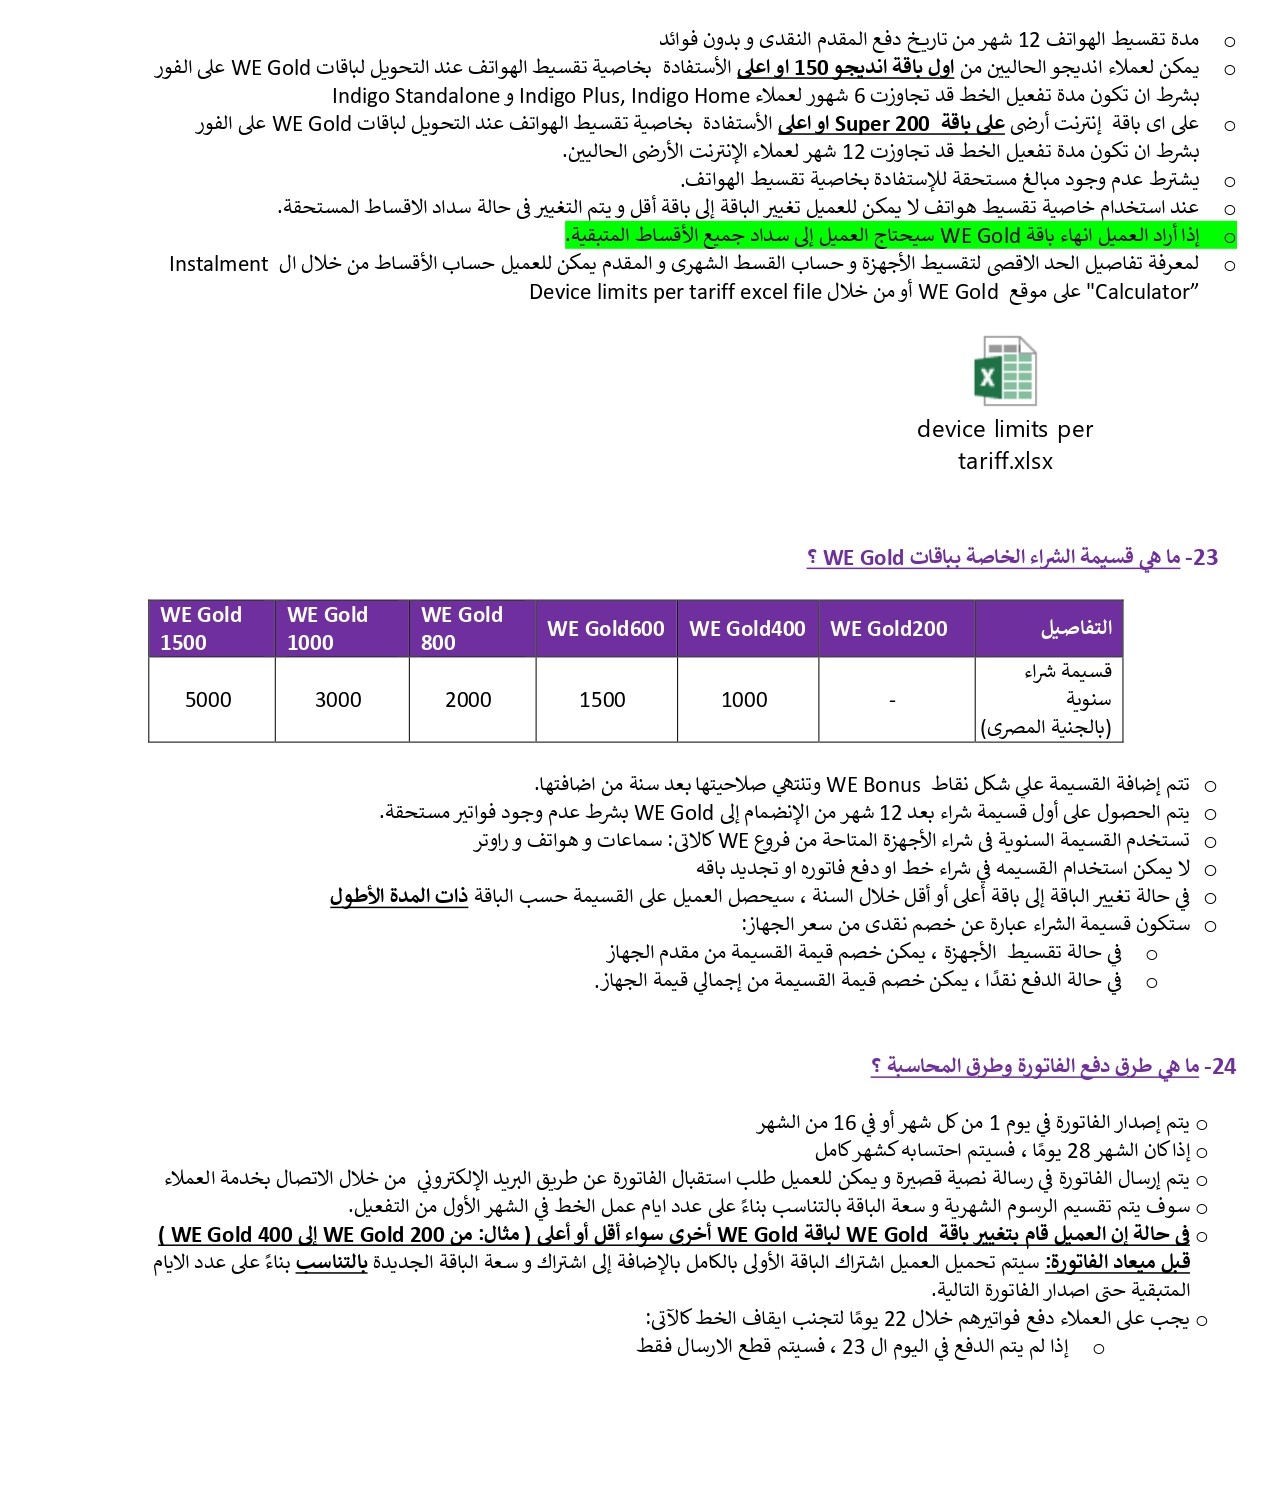 o مدة تقسيط الهواتف 12 شهر من تاريخ دفع المقدم النقدى و بدون فوائد
o يمكن لعملاء انديجو الحاليين من اول باقة انديجو 150 او اعلى الأستفادة بخاصية تقسيط الهواتف عند التحويل لباقات WE Gold على الفور
بشرط ان تكون مدة تفعيل الخط قد تجاوزت 6 شهور لعملاء Indigo Plus, Indigo Home و Indigo Standalone
o على اى باقة إنترنت أرضى على باقة Super 200 او اعلى الأستفادة بخاصية تقسيط الهواتف عند التحويل لباقات WE Gold على الفور
بشرط ان تكون مدة تفعيل الخط قد تجاوزت 12 شهر لعملاء الإنترنت الأرضى الحاليين.
o يشترط عدم وجود مبالغ مستحقة للإستفادة بخاصية تقسيط الهواتف.
o عند استخدام خاصية تقسيط هواتف لا يمكن للعميل تغيير الباقة إلى باقة أقل و يتم التغيير فى حالة سداد الاقساط المستحقة.
o إذا أراد العميل انهاء باقة WE Gold سيحتاج العميل إلى سداد جميع الأقساط المتبقية.
o لمعرفة تفاصيل الحد الاقصى لتقسيط الأجهزة و حساب القسط الشهرى و المقدم يمكن للعميل حساب الأقساط من خلال ال Instalment
Calculator" على موقع WE Gold أو من خلال Device limits per tariff excel file”
device limits per
tariff.xlsx
23- ما هي قسيمة الشراء الخاصة بباقات WE Gold ؟
التفاصيل WE Gold200 WE Gold400 WE Gold600 WE Gold 800 WE Gold 1000 WE Gold 1500
قسيمة شراء
سنوية
(بالجنية المصرى)
- 1000 1500 2000 3000 5000
o تتم إضافة القسيمة علي شكل نقاط WE Bonus وتنتهي صلاحيتها بعد سنة من اضافتها.
o يتم الحصول على أول قسيمة شراء بعد 12 شهر من الإنضمام إلى WE Gold بشرط عدم وجود فواتير مستحقة.
o تستخدم القسيمة السنوية فى شراء الأجهزة المتاحة من فروع WE كالاتى: سماعات و هواتف و راوتر
o لا يمكن استخدام القسيمه في شراء خط او دفع فاتوره او تجديد باقه
o في حالة تغيير الباقة إلى باقة أعلى أو أقل خلال السنة ، سيحصل العميل على القسيمة حسب الباقة ذات المدة الأطول
o ستكون قسيمة الشراء عبارة عن خصم نقدى من سعر الجهاز:
o في حالة تقسيط الأجهزة ، يمكن خصم قيمة القسيمة من مقدم الجهاز
o في حالة الدفع نقدًا ، يمكن خصم قيمة القسيمة من إجمالي قيمة الجهاز.
24- ما هي طرق دفع الفاتورة وطرق المحاسبة ؟
o يتم إصدار الفاتورة في يوم 1 من كل شهر أو في 16 من الشهر
o إذا كان الشهر 28 يومًا ، فسيتم احتسابه كشهر كامل
o يتم إرسال الفاتورة في رسالة نصية قصيرة و يمكن للعميل طلب استقبال الفاتورة عن طريق البريد الإلكتروني من خلال الاتصال بخدمة العملاء
o سوف يتم تقسيم الرسوم الشهرية و سعة الباقة بالتناسب بناءً على عدد ايام عمل الخط في الشهر الأول من التفعيل.
o في حالة إن العميل قام بتغيير باقة WE Gold لباقة WE Gold أخرى سواء أقل أو أعلى ( مثال: من WE Gold 200 إلى WE Gold 400 )
قبل ميعاد الفاتورة: سيتم تحميل العميل اشتراك الباقة الأولى بالكامل بالإضافة إلى اشتراك و سعة الباقة الجديدة بالتناسب بناءً على عدد الايام
المتبقية حتى اصدار الفاتورة التالية.
o يجب على العملاء دفع فواتيرهم خلال 22 يومًا لتجنب ايقاف الخط كالآتى:
o إذا لم يتم الدفع في اليوم ال 23 ، فسيتم قطع الارسال فقط